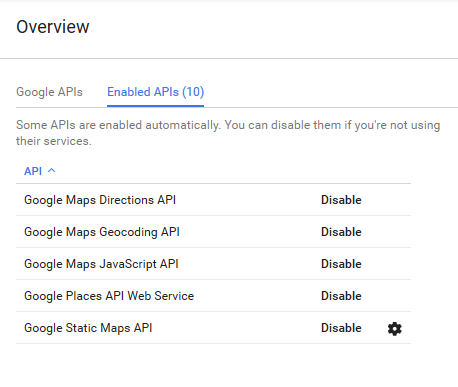 Overview
Google APIs Enabled APIs (10)
Some APIs are enabled automatically. You can disable them if you're not using
their services.
API
Google Maps Directions API Disable
Google Maps Geocoding API Disable
Google Maps JavaScript API Disable
Google Places API Web Service Disable
Google Static Maps API Disable